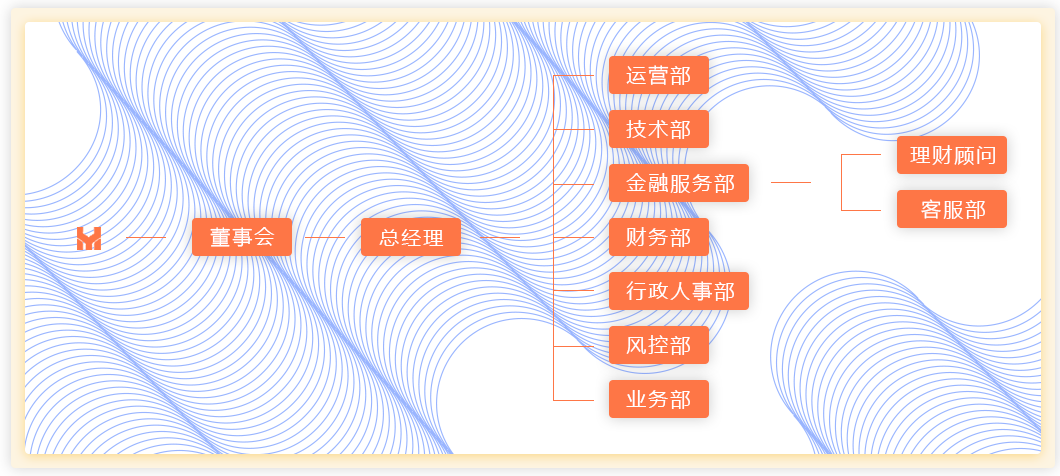 董事会
总经理
运营部
技术部
金融服务部
财务部
行政人事部
风控部
业务部
理财顾问
客服部